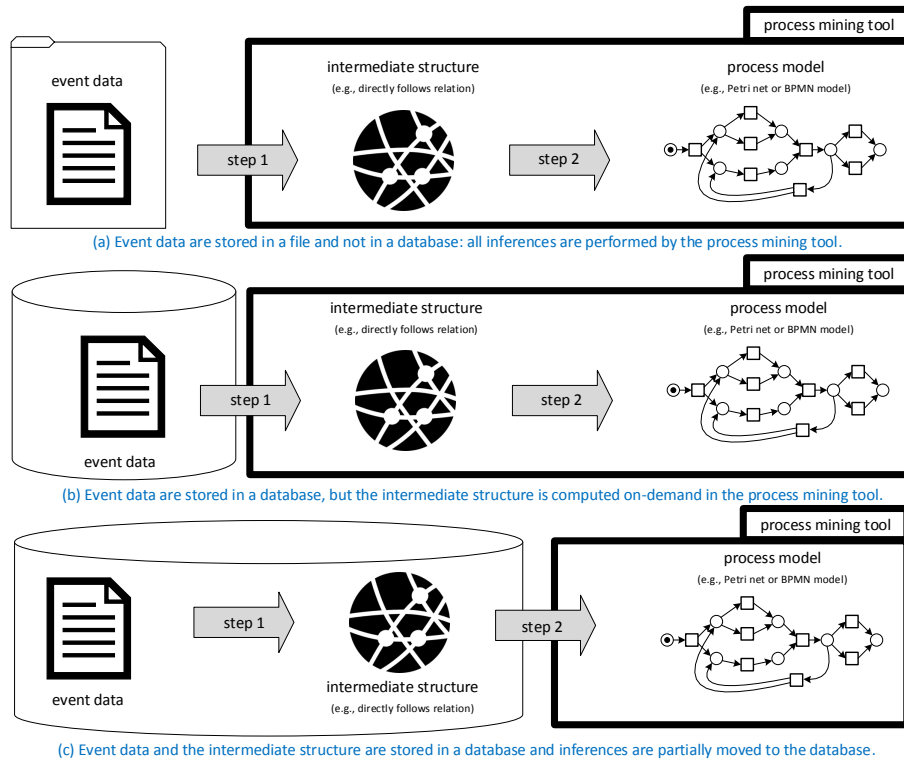 process mining tool
event data
intermediate structure
(e.g., directly follows relation)
process model
(e.g., Petri net or BPMN model)
step 1
step 2
(a) Event data are stored in a file and not in a database: all inferences are performed by the process mining tool.
process mining tool
intermediate structure
(e.g., directly follows relation)
process model
(e.g., Petri net or BPMN model)
step 1
step 2
event data
(b) Event data are stored in a database, but the intermediate structure is computed on-demand in the process mining tool.
process mining tool
process model
(e.g., Petri net or BPMN model)
step 1
step 2
event data
intermediate structure
(e.g., directly follows relation)
(c) Event data and the intermediate structure are stored in a database and inferences are partially moved to the database.